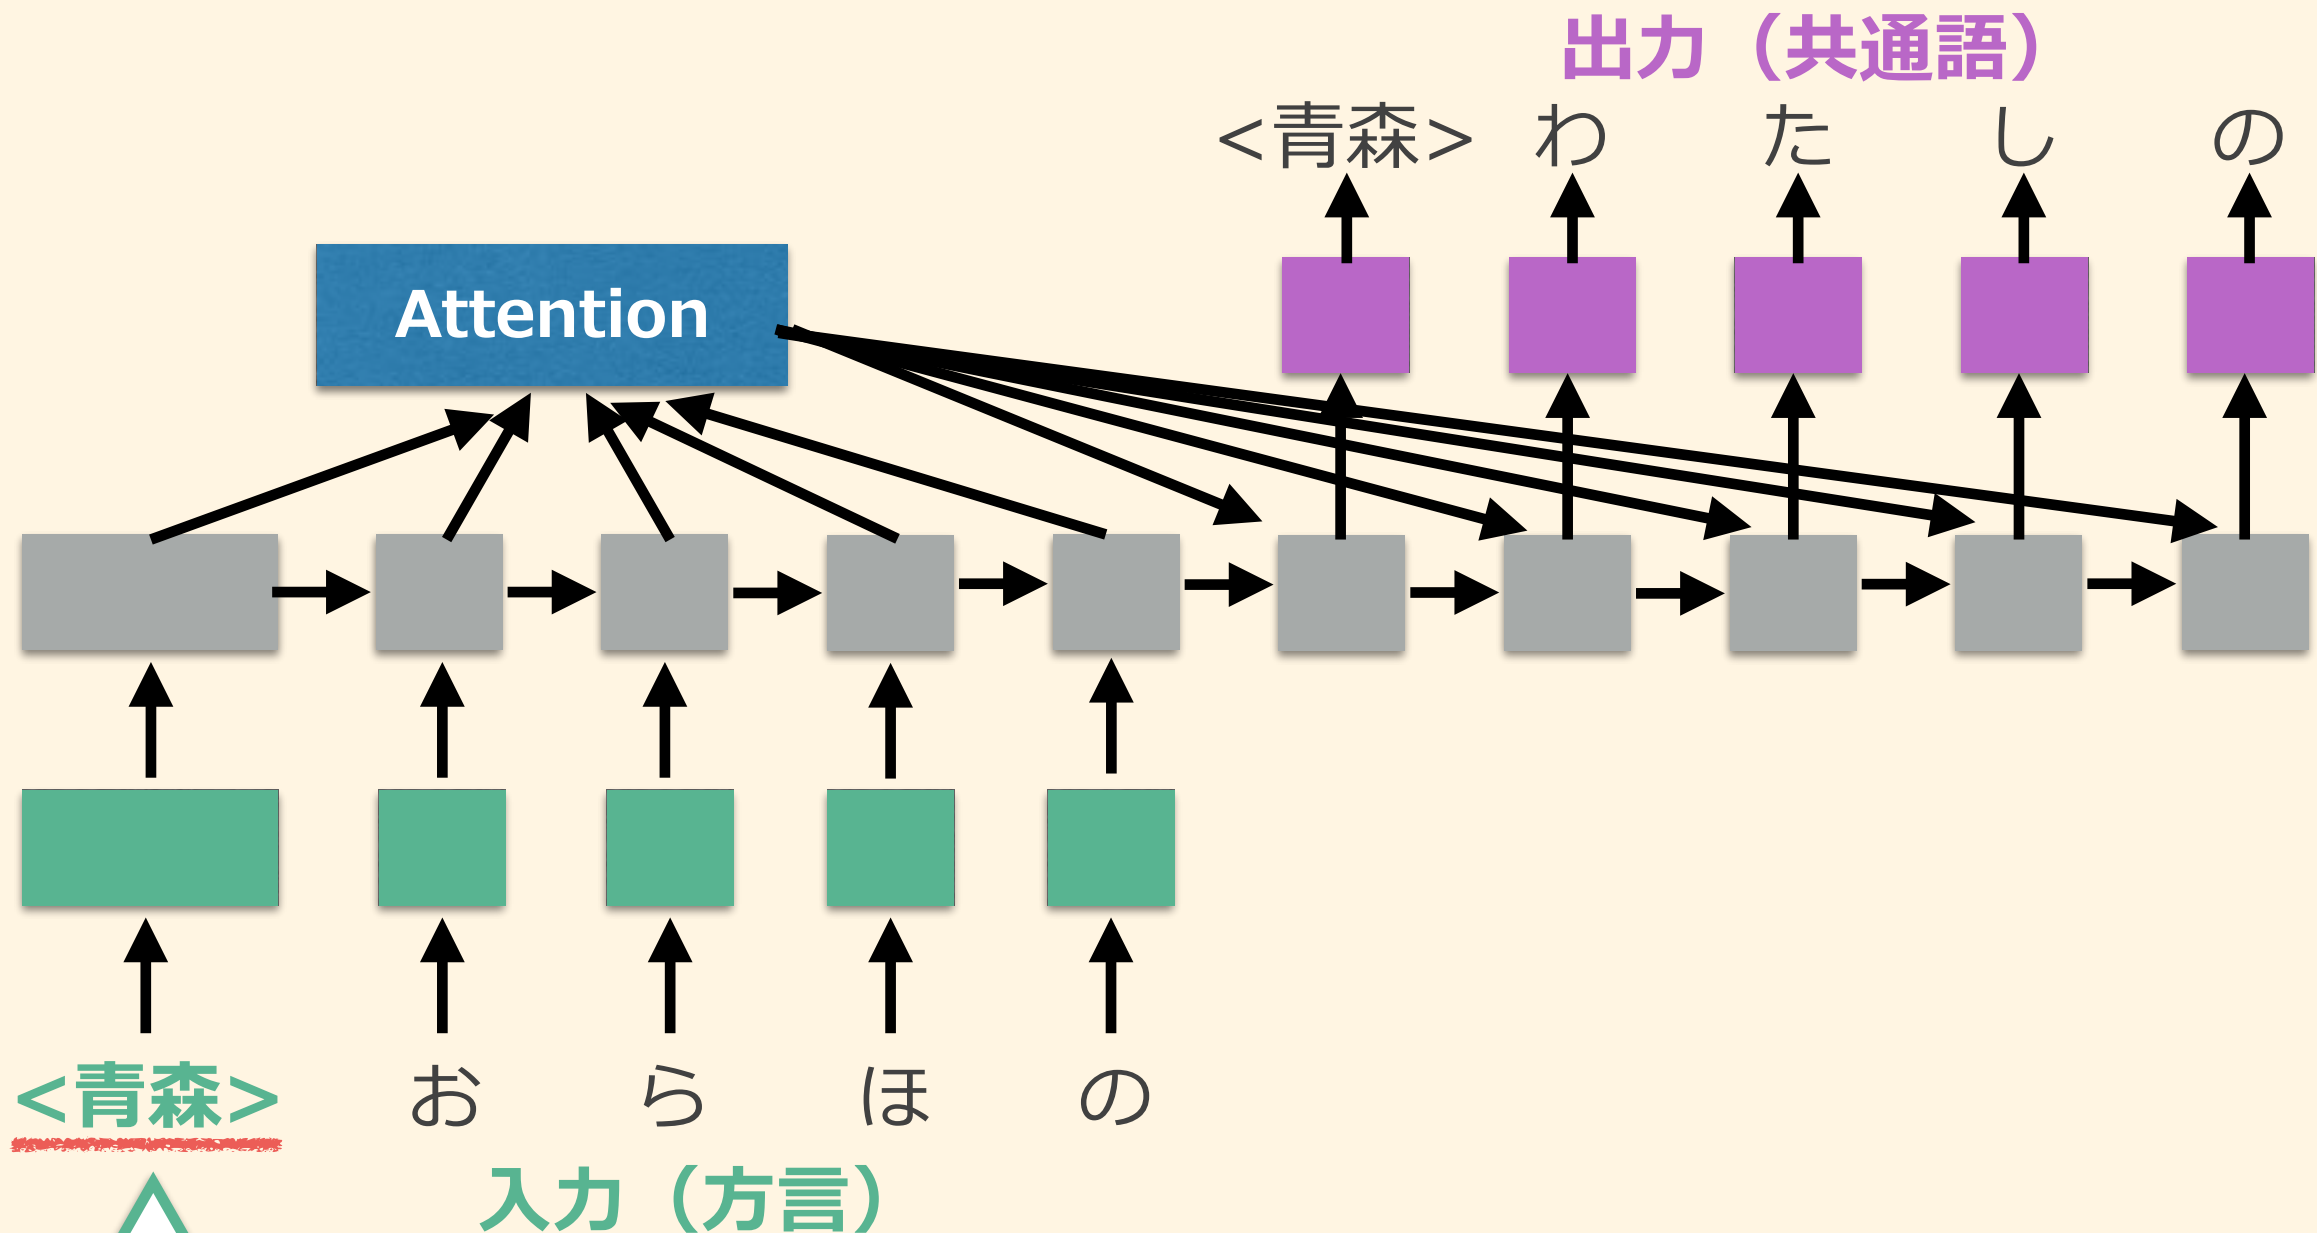 出力（共通語）
<青森> わ た し の
Attention
<青森> お ら ほ の
入力（方言）